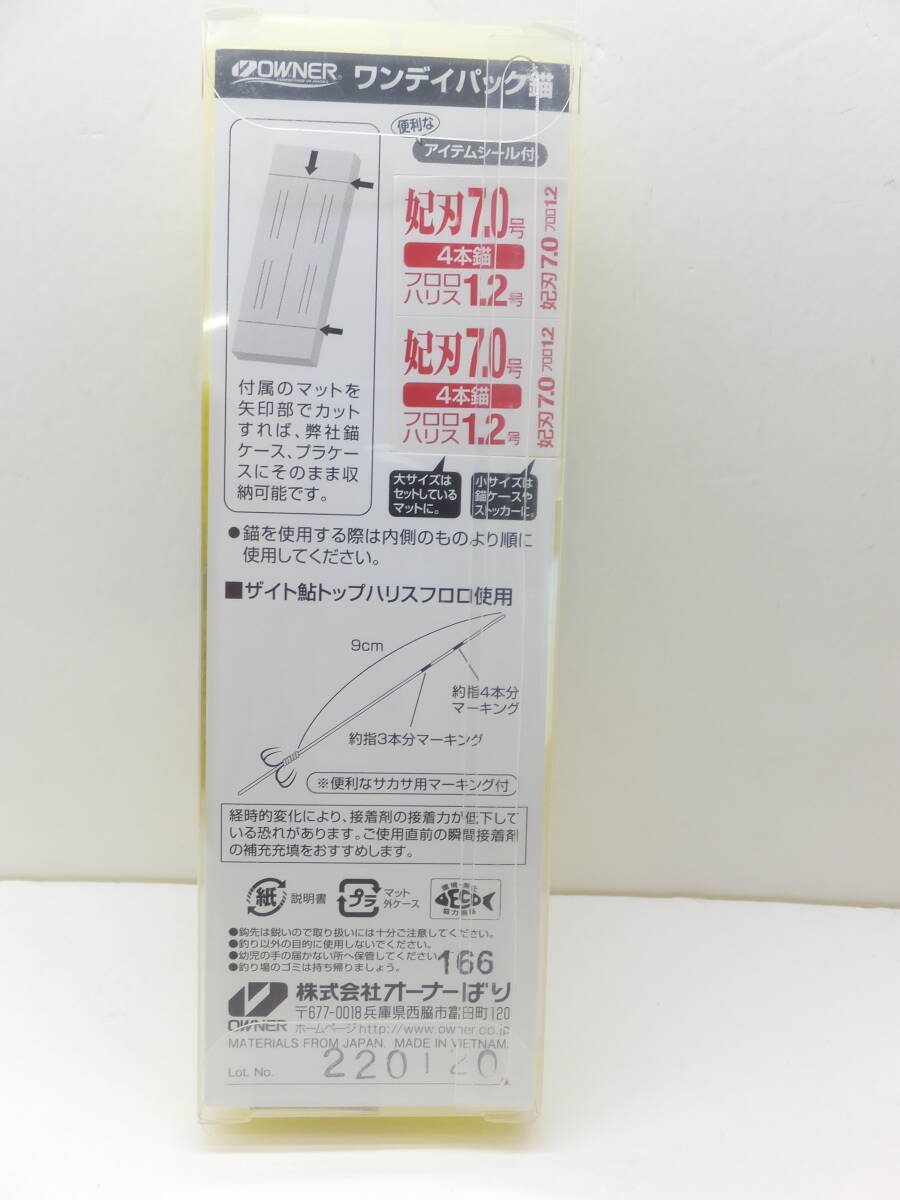 OWNER ワンデイパック錨
便利な
アイテムシール付
妃刃7.0号
4本錨
フロロハリス1.2号
妃刃7.0 フロロ1.2
妃刃7.0号
4本錨
フロロハリス1.2号
妃刃7.0 フロロ1.2
付属のマットを
矢印部でカット
すれば、弊社錨
ケース、プラケー
スにそのまま収
納可能です。
大サイズは
セットしている
マットに。
小サイズは
錨ケースや
ストッカーに。
●錨を使用する際は内側のものより順に
使用してください。
■ザイト鮎トップハリスフロロ使用
9cm
約指4本分
マーキング
約指3本分マーキング
※便利なサカサ用マーキング付
経時的変化により、接着剤の接着力が低下して
いる恐れがあります。ご使用直前の瞬間接着剤
の補充充填をおすすめします。
紙 説明書
プラ マット
外ケース
ECO
●鈎先は鋭いので取り扱いには十分ご注意してください。
●釣り以外の目的に使用しないでください。
●幼児の手の届かない所へ保管してください。
●釣り場のゴミは持ち帰りましょう。
166
OWNER
株式会社オーナーばり
〒677-0018 兵庫県西脇市富田町120
ホームページ http://www.owner.co.jp
MATERIALS FROM JAPAN. MADE IN VIETNAM.
Lot. No. 220120